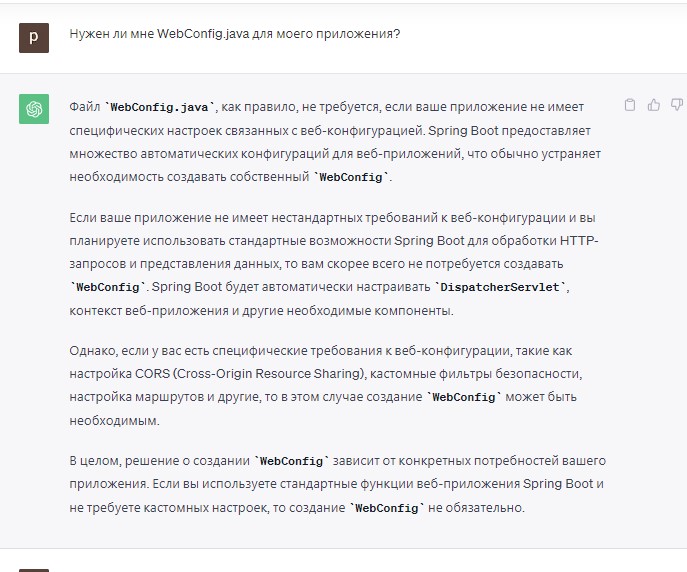 p
Нужен ли мне WebConfig.java для моего приложения?
Файл `WebConfig.java`, как правило, не требуется, если ваше приложение не имеет
специфических настроек связанных с веб-конфигурацией. Spring Boot предоставляет
множество автоматических конфигураций для веб-приложений, что обычно устраняет
необходимость создавать собственный `WebConfig`.
Если ваше приложение не имеет нестандартных требований к веб-конфигурации и вы
планируете использовать стандартные возможности Spring Boot для обработки HTTP-
запросов и представления данных, то вам скорее всего не потребуется создавать
`WebConfig`. Spring Boot будет автоматически настраивать `DispatcherServlet`,
контекст веб-приложения и другие необходимые компоненты.
Однако, если у вас есть специфические требования к веб-конфигурации, такие как
настройка CORS (Cross-Origin Resource Sharing), кастомные фильтры безопасности,
настройка маршрутов и другие, то в этом случае создание `WebConfig` может быть
необходимым.
В целом, решение о создании `WebConfig` зависит от конкретных потребностей вашего
приложения. Если вы используете стандартные функции веб-приложения Spring Boot и
не требуете кастомных настроек, то создание `WebConfig` не обязательно.